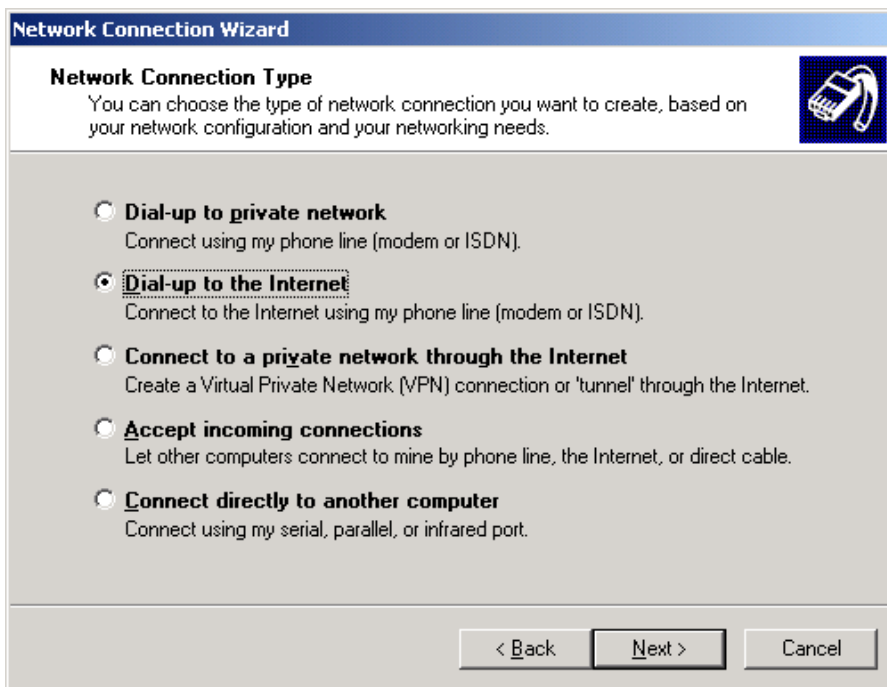 Network Connection Wizard
Network Connection Type
You can choose the type of network connection you want to create, based on
your network configuration and your networking needs.
Dial-up to private network
Connect using my phone line (modem or ISDN).
Dial-up to the Internet
Connect to the Internet using my phone line (modem or ISDN).
Connect to a private network through the Internet
Create a Virtual Private Network (VPN) connection or 'tunnel' through the Internet.
Accept incoming connections
Let other computers connect to mine by phone line, the Internet, or direct cable.
Connect directly to another computer
Connect using my serial, parallel, or infrared port.
< Back Next > Cancel